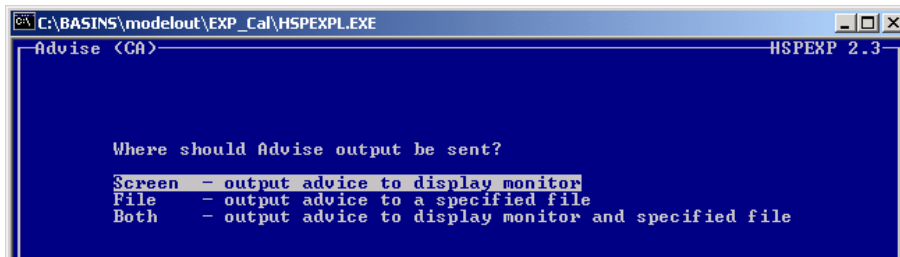 C:\BASINS\modelout\EXP_Cal\HSPEXPL.EXE
Advise (CA) HSPEXP 2.3
Where should Advise output be sent?
Screen - output advice to display monitor
File - output advice to a specified file
Both - output advice to display monitor and specified file